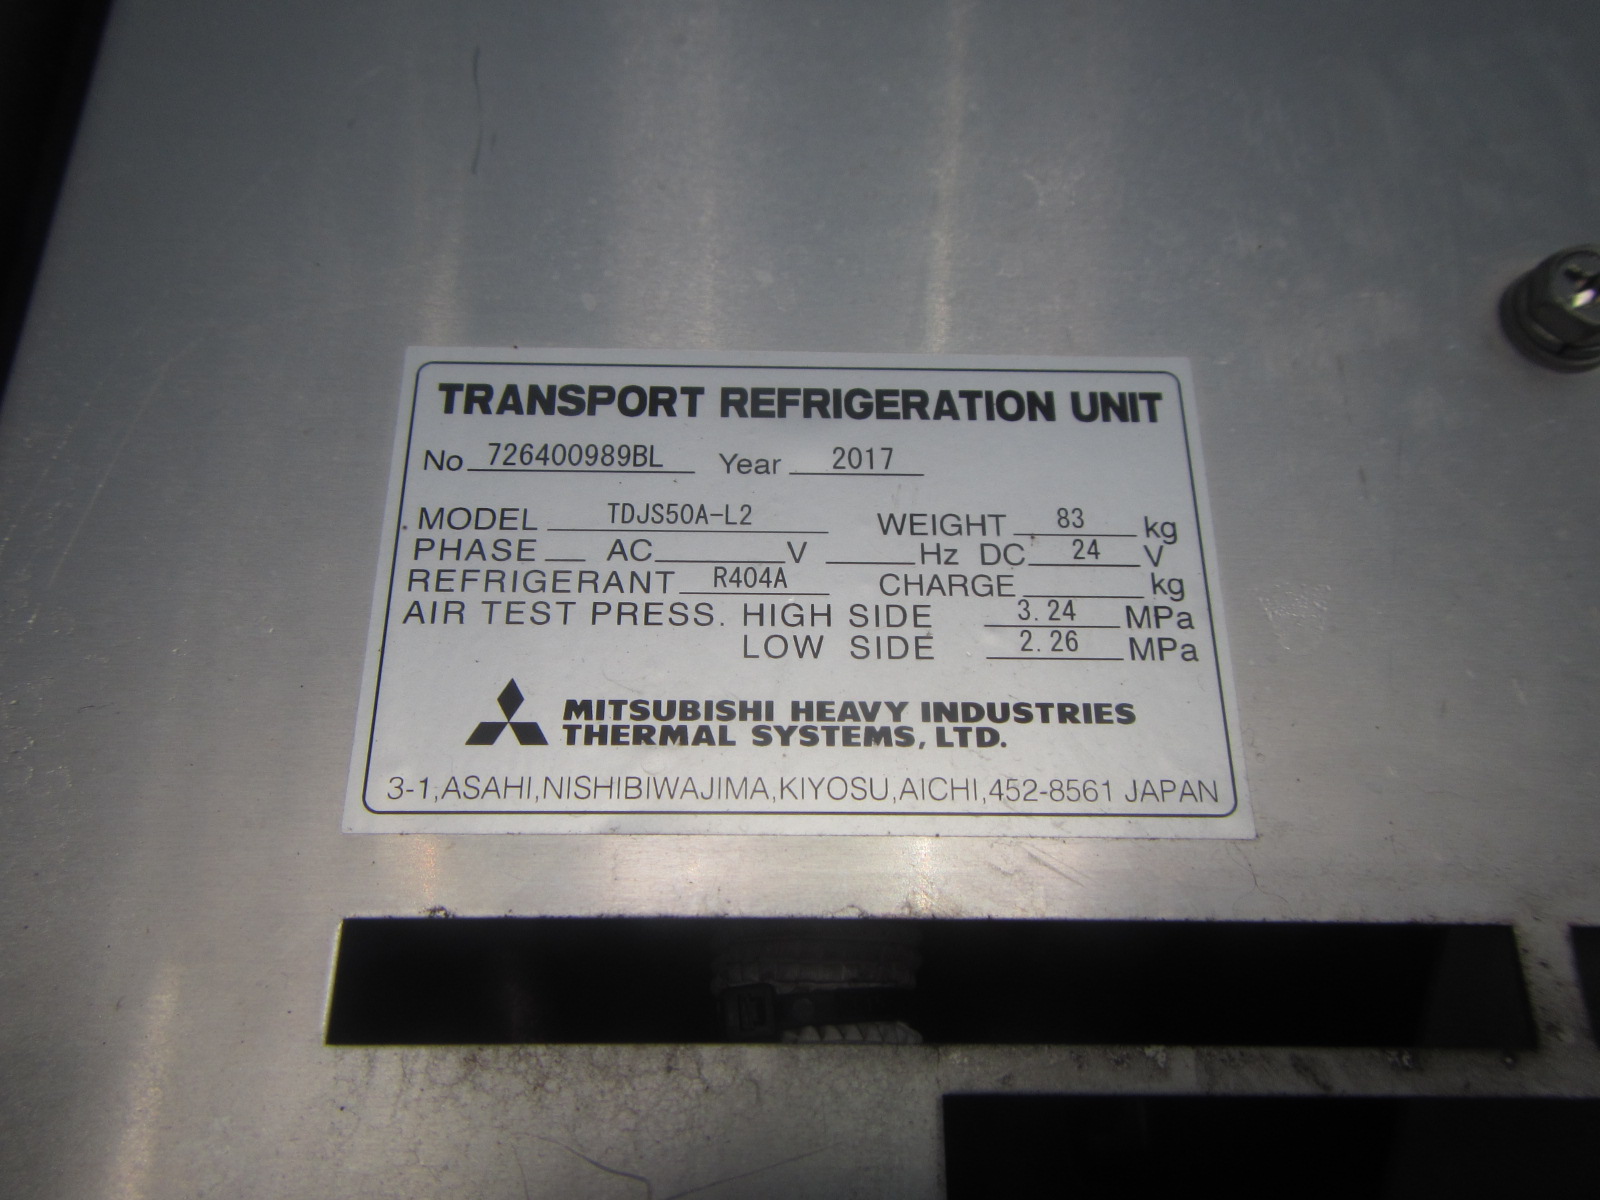 TRANSPORT REFRIGERATION UNIT
No 726400989BL Year 2017
MODEL TDJS50A-L2 WEIGHT 83 kg
PHASE AC V Hz DC 24 V
REFRIGERANT R404A CHARGE kg
AIR TEST PRESS. HIGH SIDE 3.24 MPa
LOW SIDE 2.26 MPa
MITSUBISHI HEAVY INDUSTRIES
THERMAL SYSTEMS, LTD.
3-1,ASAHI,NISHIBIWAJIMA,KIYOSU,AICHI,452-8561 JAPAN